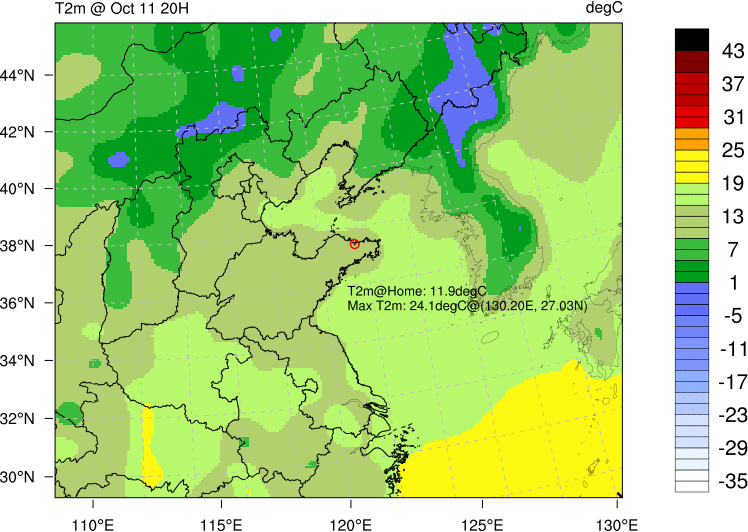 T2m @ Oct 11 20H
degC
44°N
42°N
40°N
38°N
36°N
34°N
32°N
30°N
T2m@Home: 11.9degC
Max T2m: 24.1degC@(130.20E, 27.03N)
110°E
115°E
120°E
125°E
130°E
43
37
31
25
19
13
7
1
-5
-11
-17
-23
-29
-35